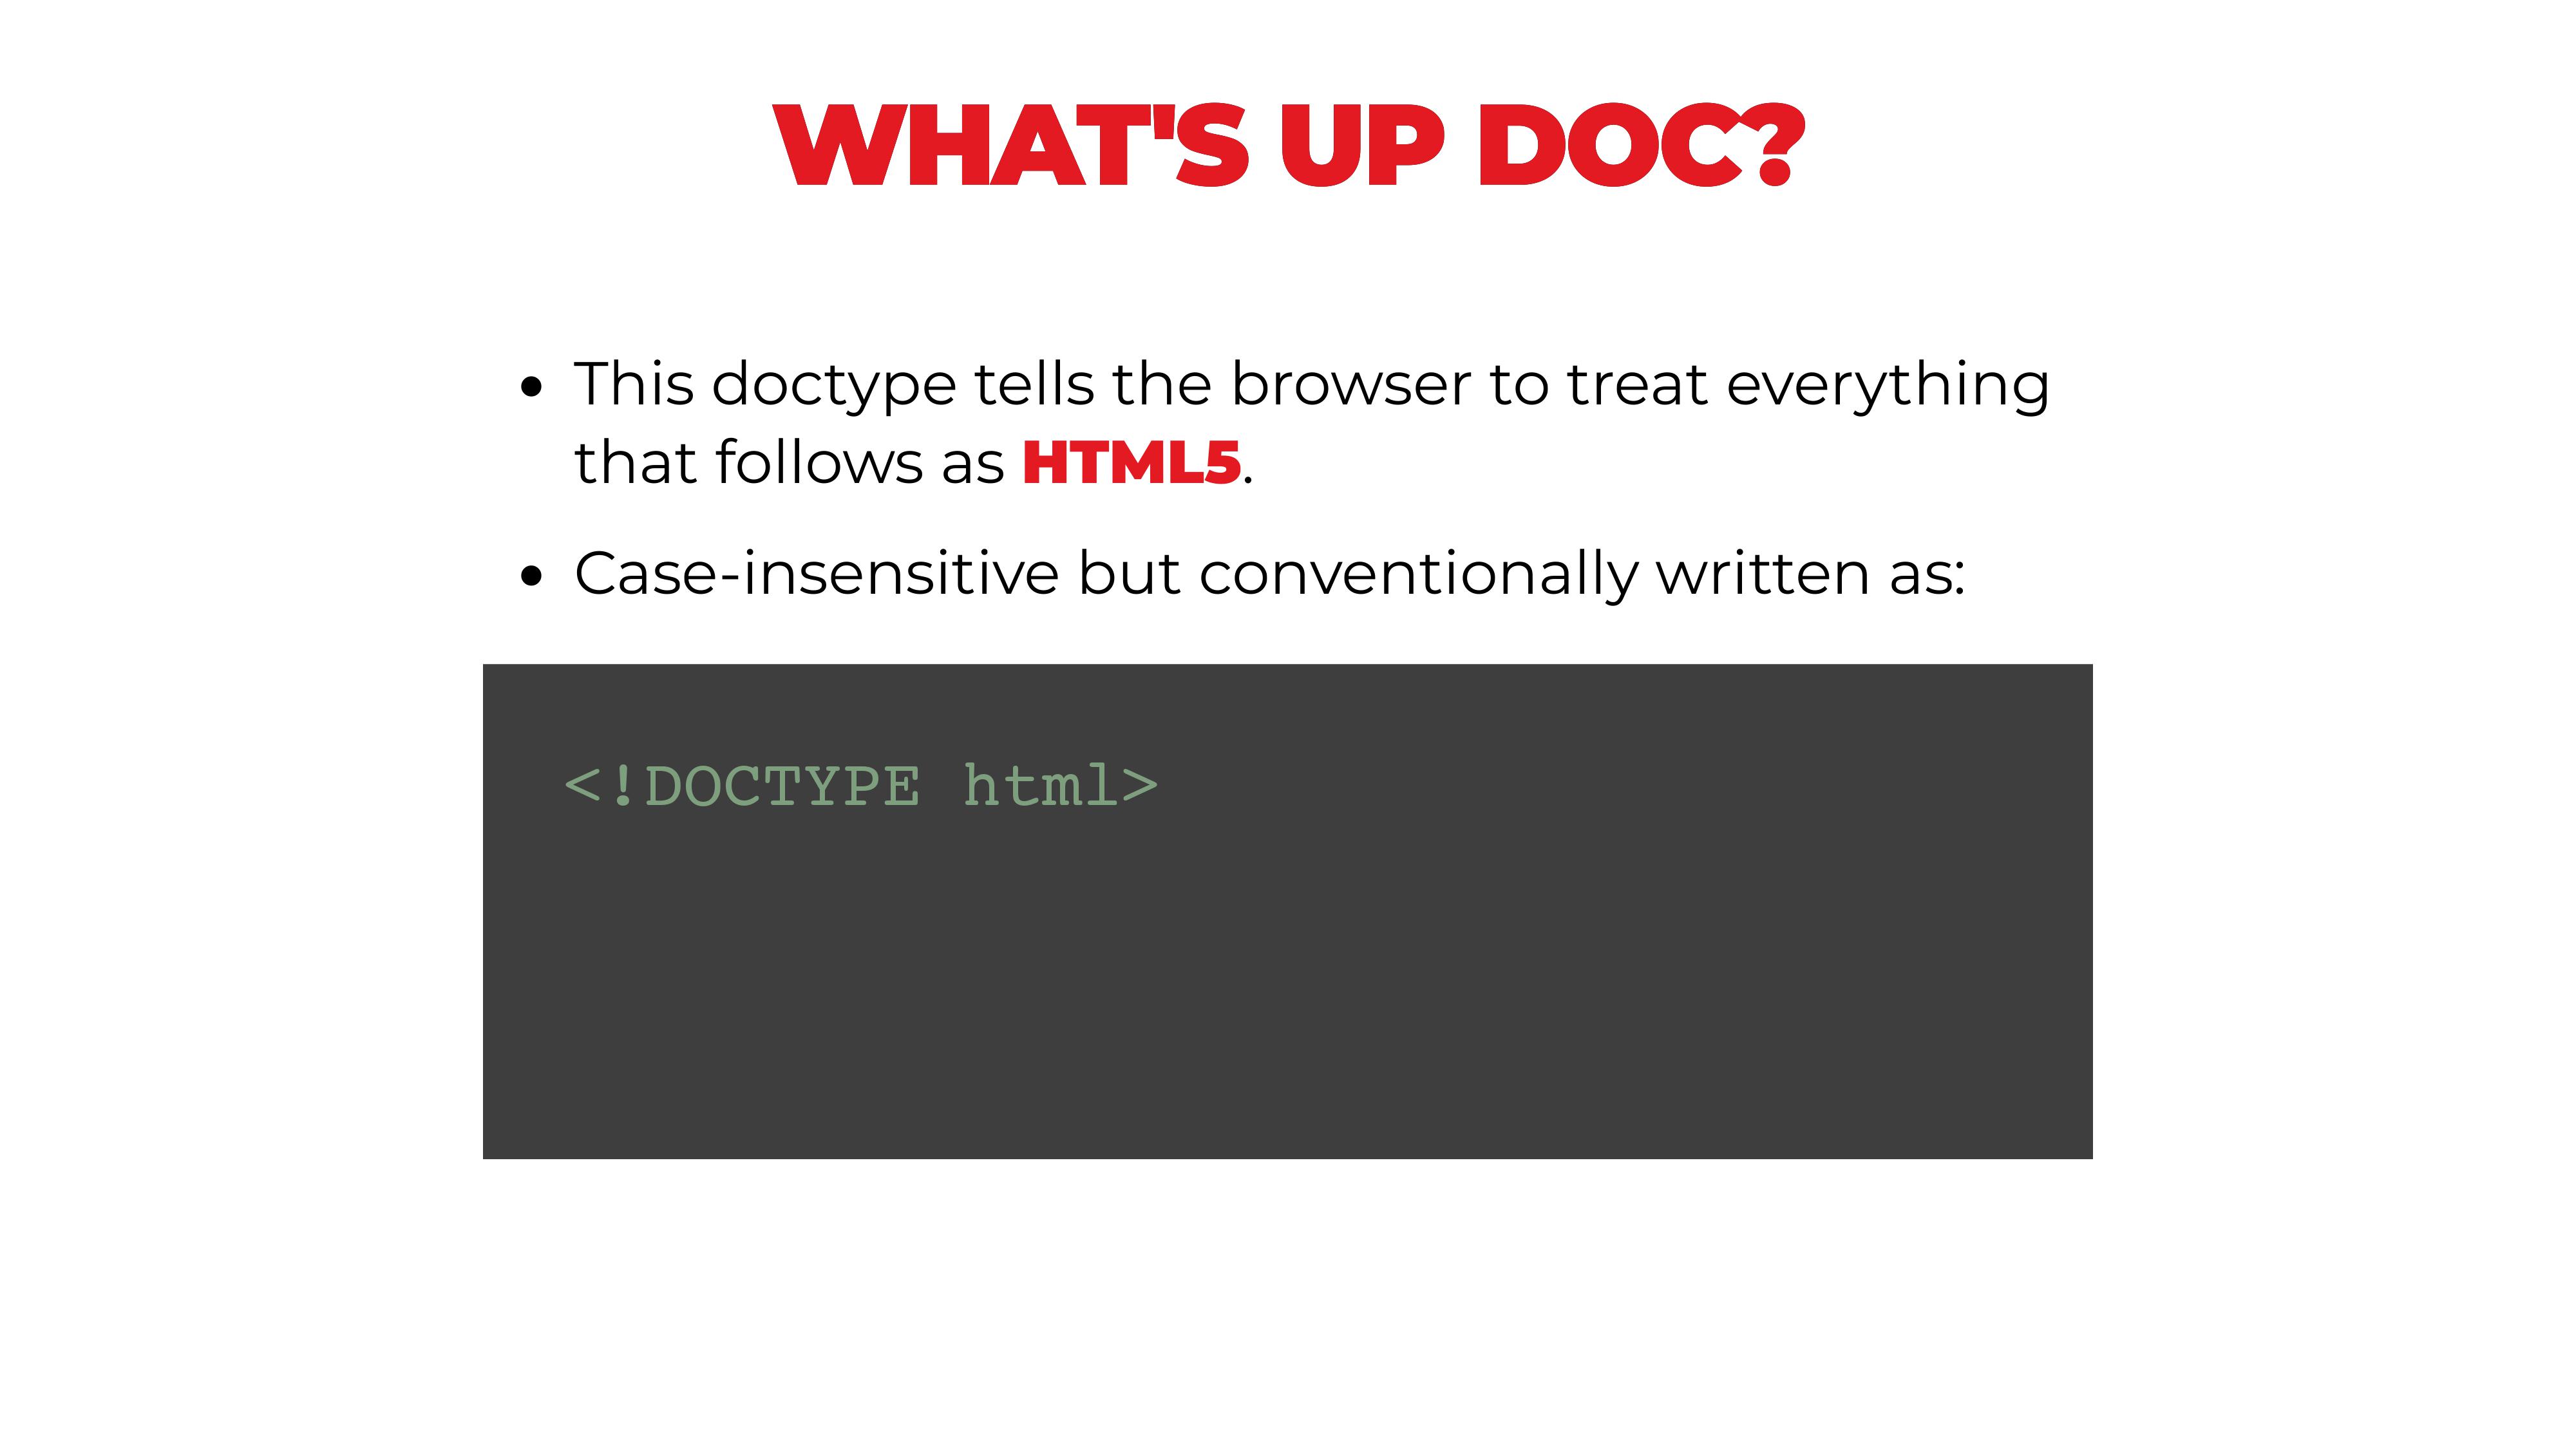 WHAT'S UP DOC?
• This doctype tells the browser to treat everything
that follows as HTML5.
• Case-insensitive but conventionally written as:
<!DOCTYPE html>